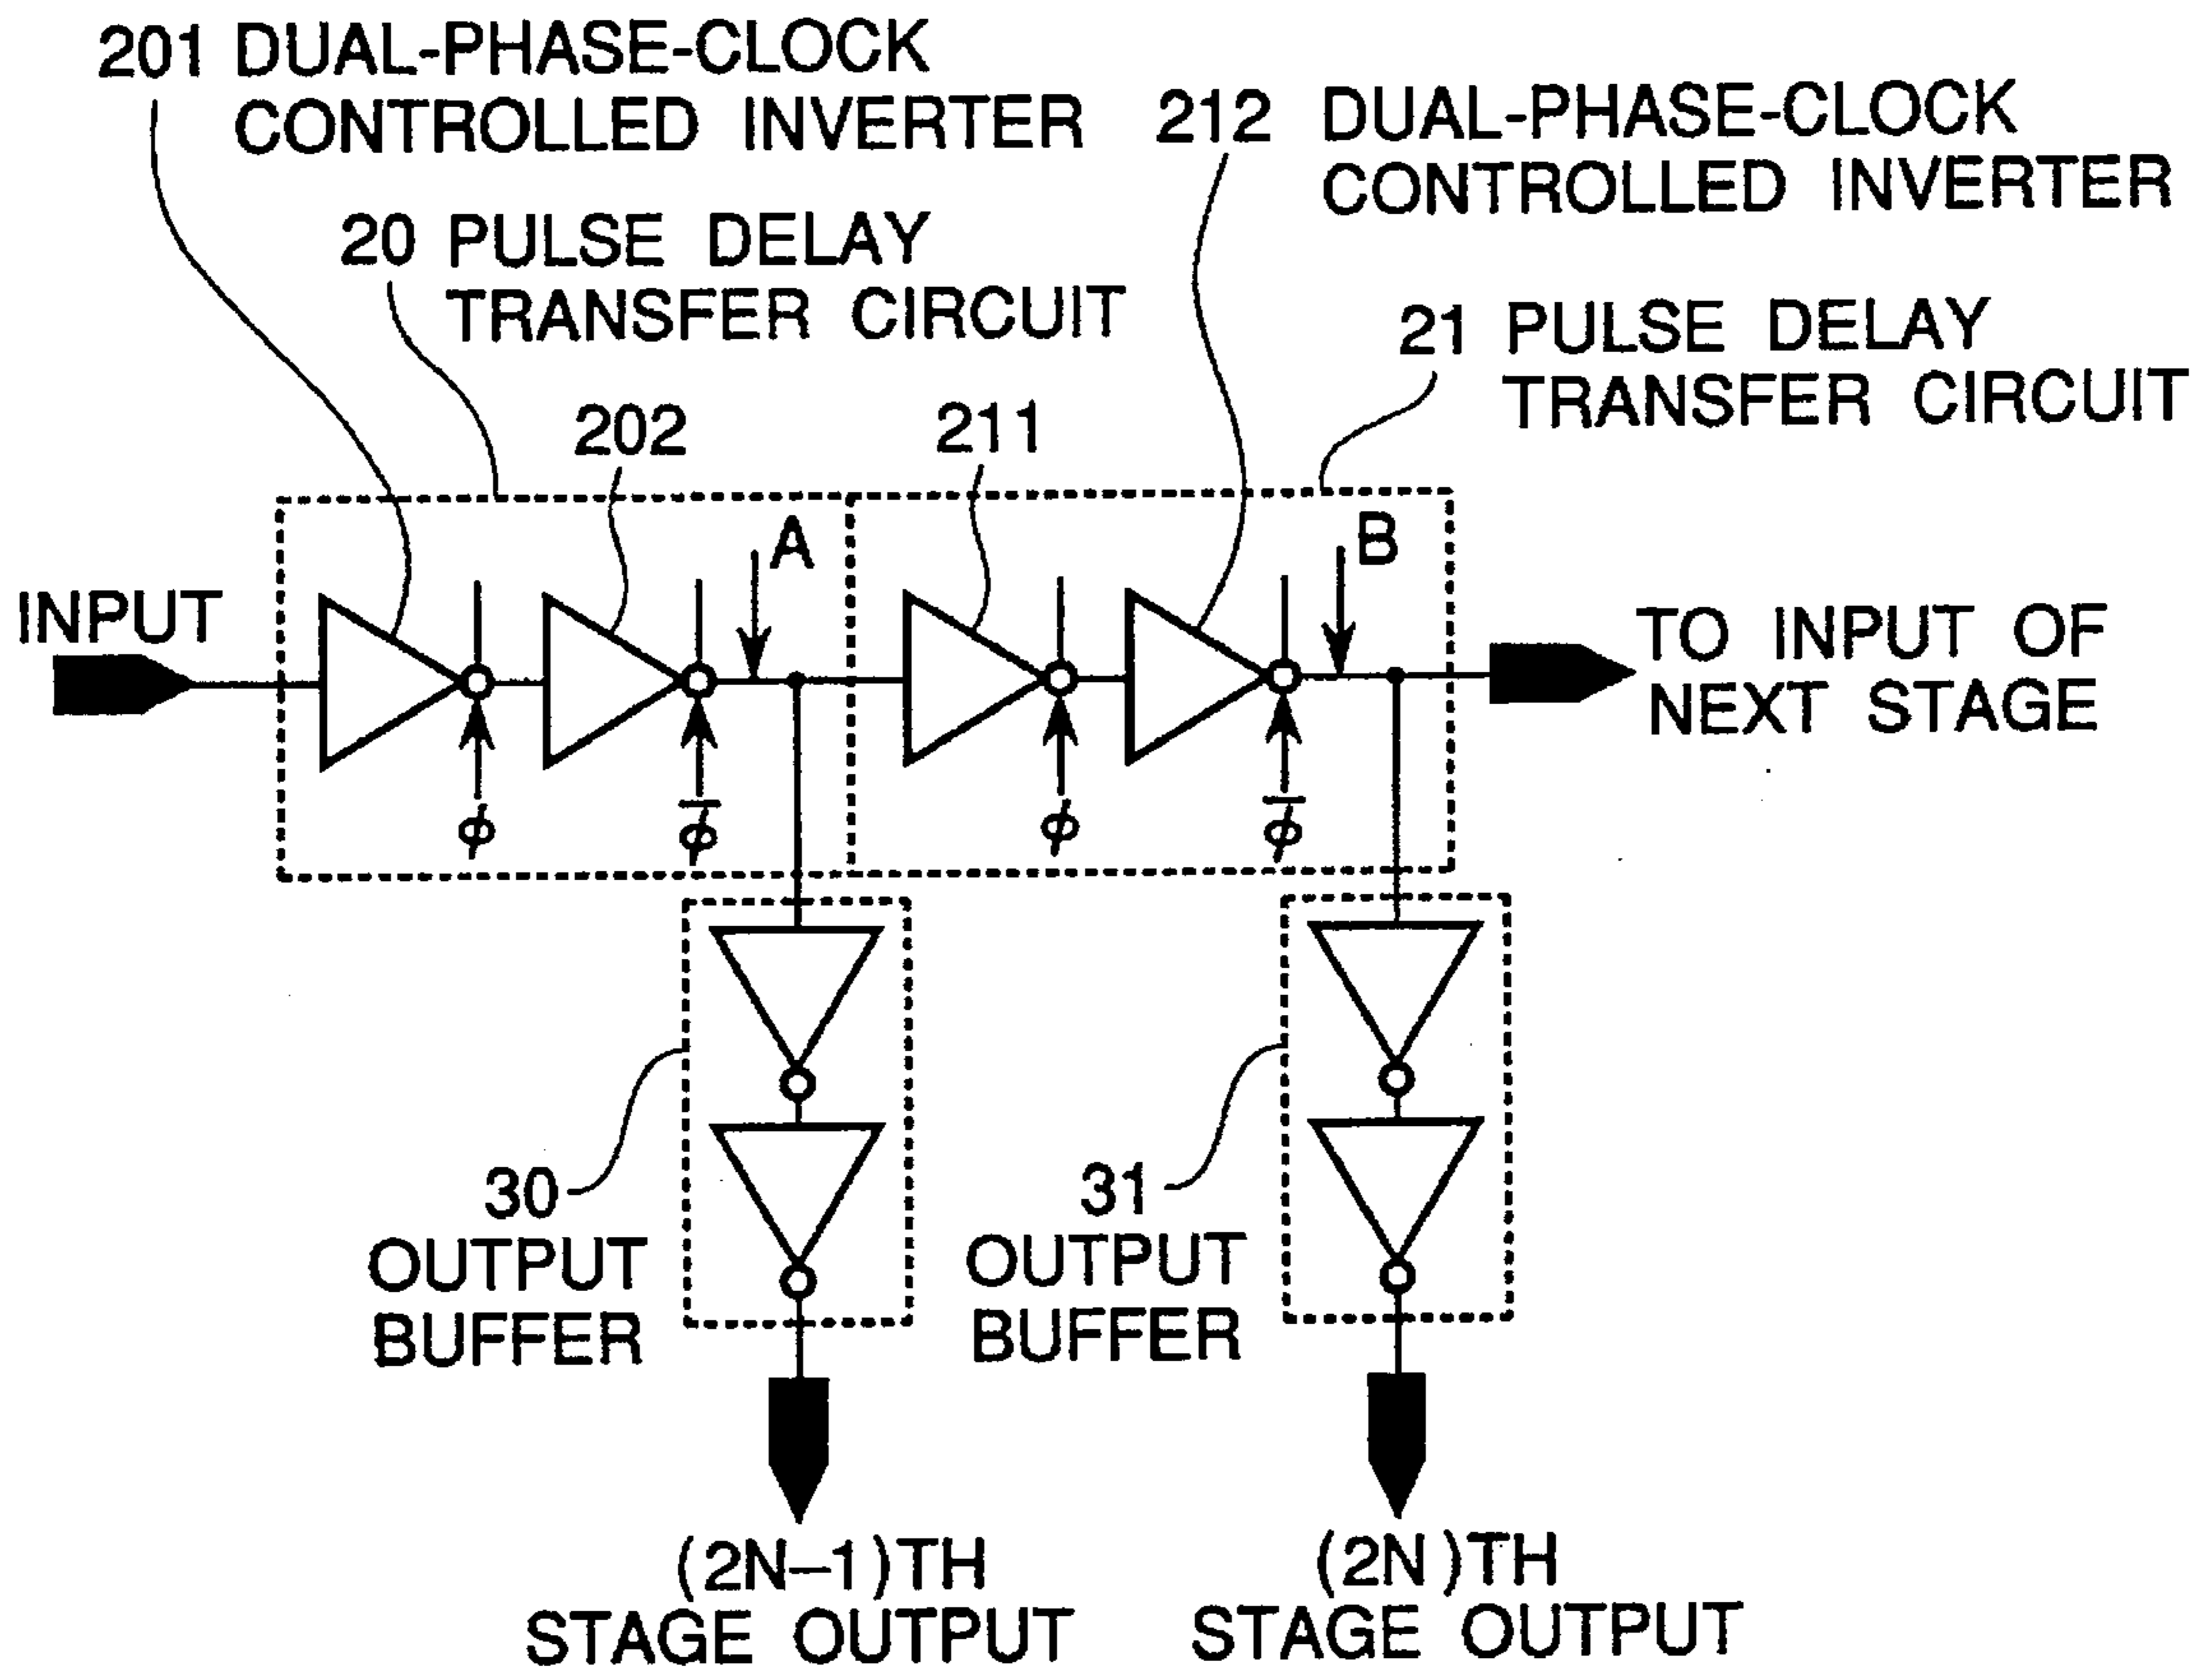 201 DUAL-PHASE-CLOCK
CONTROLLED INVERTER
212 DUAL-PHASE-CLOCK
CONTROLLED INVERTER
20 PULSE DELAY
TRANSFER CIRCUIT
21 PULSE DELAY
TRANSFER CIRCUIT
202
211
A
B
INPUT
TO INPUT OF
NEXT STAGE
ϕ
ϕ̅
ϕ
ϕ̅
30
OUTPUT
BUFFER
31
OUTPUT
BUFFER
(2N–1)TH
STAGE OUTPUT
(2N)TH
STAGE OUTPUT